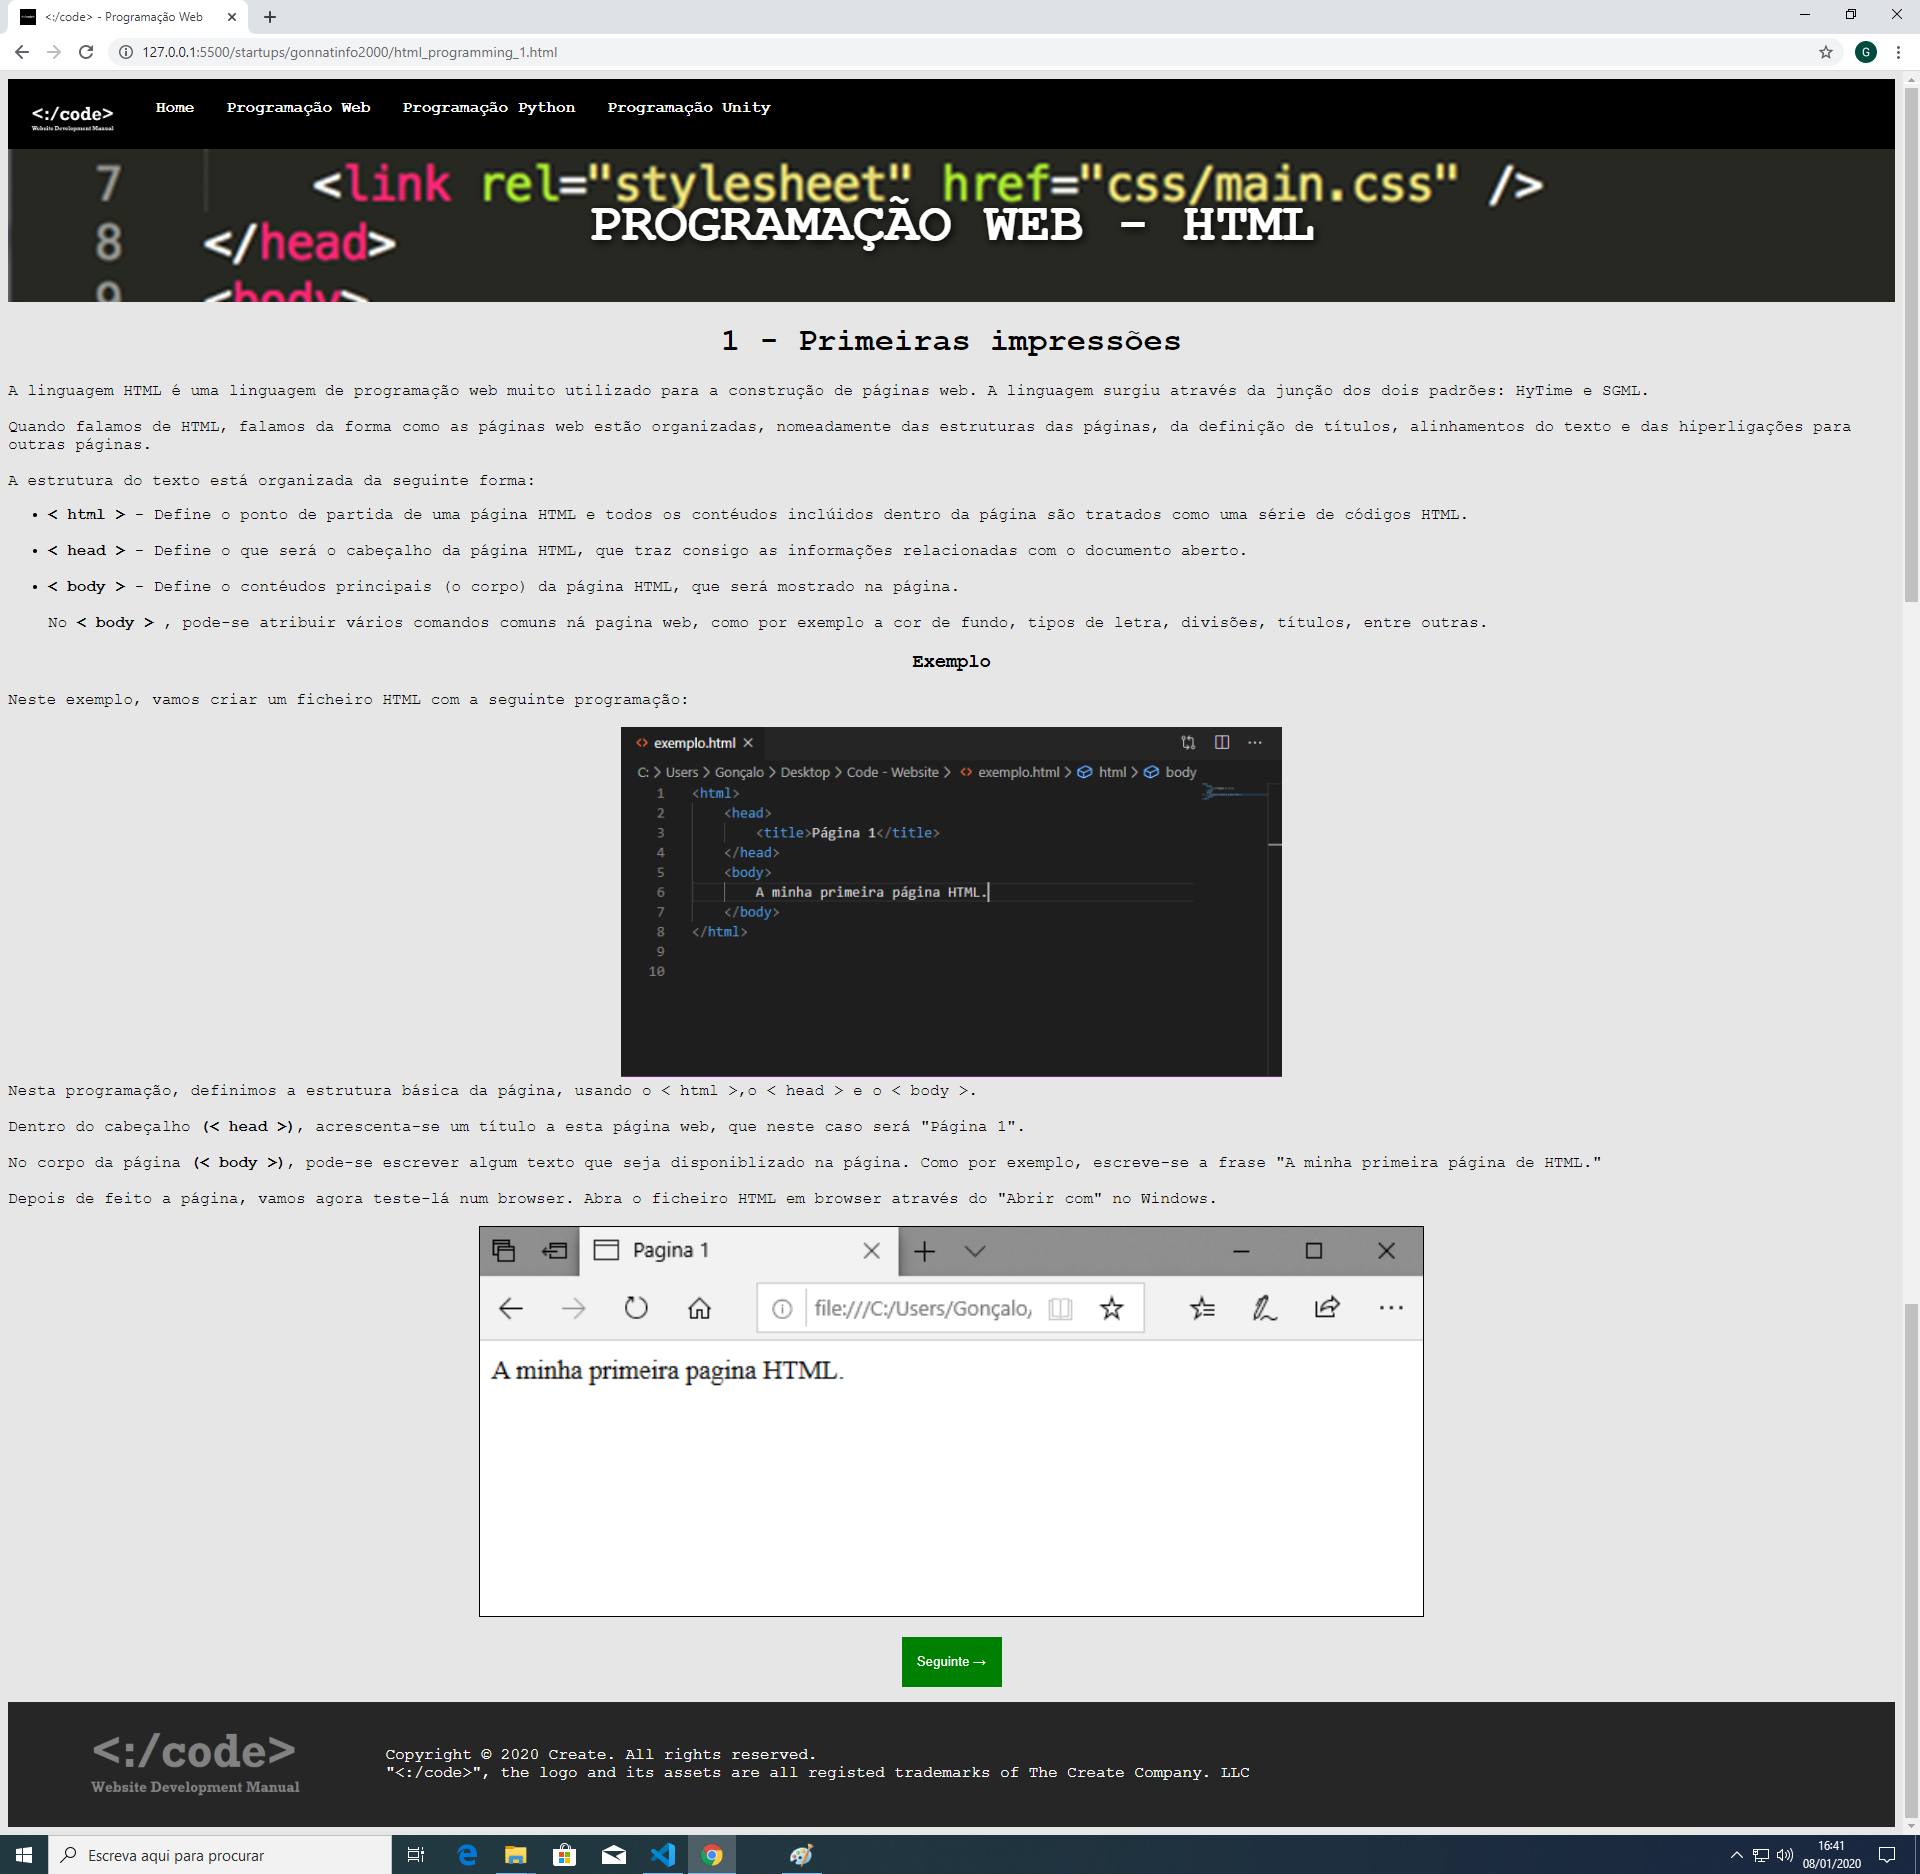 <:/code> - Programação Web
127.0.0.1:5500/startups/gonnatinfo2000/html_programming_1.html
G
<:/code>
Website Development Manual
Home Programação Web Programação Python Programação Unity
7 <link rel="stylesheet" href="css/main.css" />
PROGRAMAÇÃO WEB - HTML
8 </head>
9 <body>
1 - Primeiras impressões
A linguagem HTML é uma linguagem de programação web muito utilizado para a construção de páginas web. A linguagem surgiu através da junção dos dois padrões: HyTime e SGML.
Quando falamos de HTML, falamos da forma como as páginas web estão organizadas, nomeadamente das estruturas das páginas, da definição de títulos, alinhamentos do texto e das hiperligações para
outras páginas.
A estrutura do texto está organizada da seguinte forma:
• < html > - Define o ponto de partida de uma página HTML e todos os contéudos inclúidos dentro da página são tratados como uma série de códigos HTML.
• < head > - Define o que será o cabeçalho da página HTML, que traz consigo as informações relacionadas com o documento aberto.
• < body > - Define o contéudos principais (o corpo) da página HTML, que será mostrado na página.
No < body > , pode-se atribuir vários comandos comuns ná pagina web, como por exemplo a cor de fundo, tipos de letra, divisões, títulos, entre outras.
Exemplo
Neste exemplo, vamos criar um ficheiro HTML com a seguinte programação:
exemplo.html
C: > Users > Gonçalo > Desktop > Code - Website > exemplo.html > html > body
1 <html>
2 <head>
3 <title>Página 1</title>
4 </head>
5 <body>
6 A minha primeira página HTML.
7 </body>
8 </html>
9
10
Nesta programação, definimos a estrutura básica da página, usando o < html >,o < head > e o < body >.
Dentro do cabeçalho (< head >), acrescenta-se um título a esta página web, que neste caso será "Página 1".
No corpo da página (< body >), pode-se escrever algum texto que seja disponiblizado na página. Como por exemplo, escreve-se a frase "A minha primeira página de HTML."
Depois de feito a página, vamos agora teste-lá num browser. Abra o ficheiro HTML em browser através do "Abrir com" no Windows.
Pagina 1
file:///C:/Users/Gonçalo/
A minha primeira pagina HTML.
Seguinte →
<:/code>
Website Development Manual
Copyright © 2020 Create. All rights reserved.
"<:/code>", the logo and its assets are all registed trademarks of The Create Company. LLC
Escreva aqui para procurar
16:41
08/01/2020